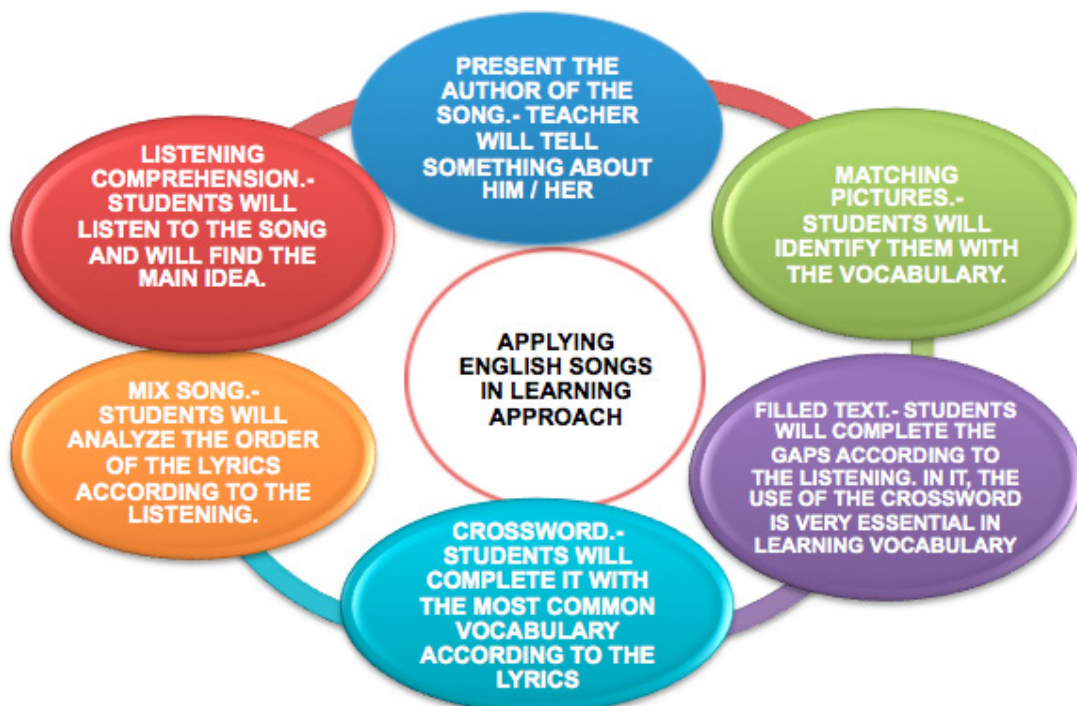 PRESENT THE
AUTHOR OF THE
SONG.- TEACHER
WILL TELL
SOMETHING ABOUT
HIM / HER
MATCHING
PICTURES.-
STUDENTS WILL
IDENTIFY THEM WITH
THE VOCABULARY.
FILLED TEXT.- STUDENTS
WILL COMPLETE THE
GAPS ACCORDING TO
THE LISTENING. IN IT, THE
USE OF THE CROSSWORD
IS VERY ESSENTIAL IN
LEARNING VOCABULARY
CROSSWORD.-
STUDENTS WILL
COMPLETE IT WITH
THE MOST COMMON
VOCABULARY
ACCORDING TO THE
LYRICS
MIX SONG.-
STUDENTS WILL
ANALYZE THE ORDER
OF THE LYRICS
ACCORDING TO THE
LISTENING.
LISTENING
COMPREHENSION.-
STUDENTS WILL
LISTEN TO THE SONG
AND WILL FIND THE
MAIN IDEA.
APPLYING
ENGLISH SONGS
IN LEARNING
APPROACH